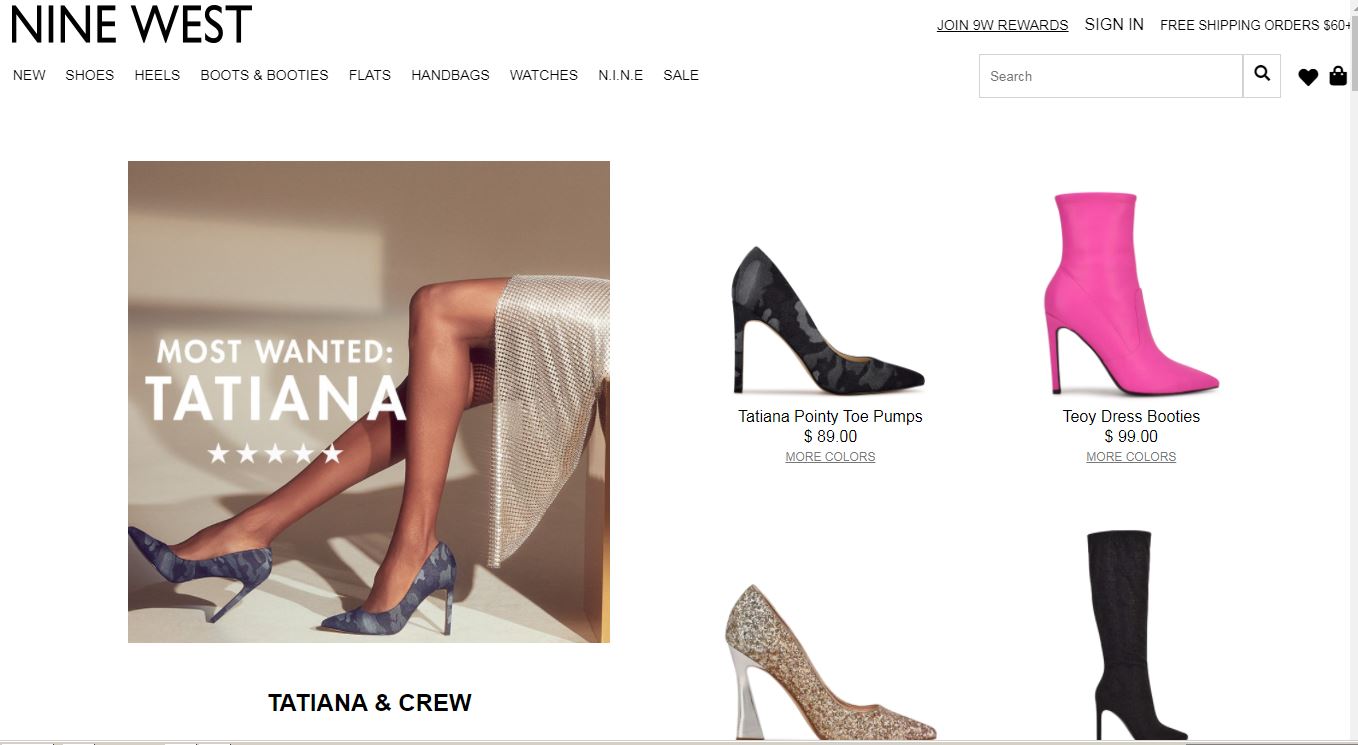 NINE WEST
JOIN 9W REWARDS SIGN IN FREE SHIPPING ORDERS $60+
NEW SHOES HEELS BOOTS & BOOTIES FLATS HANDBAGS WATCHES N.I.N.E SALE
Search
MOST WANTED:
TATIANA
TATIANA & CREW
Tatiana Pointy Toe Pumps
$ 89.00
MORE COLORS
Teoy Dress Booties
$ 99.00
MORE COLORS